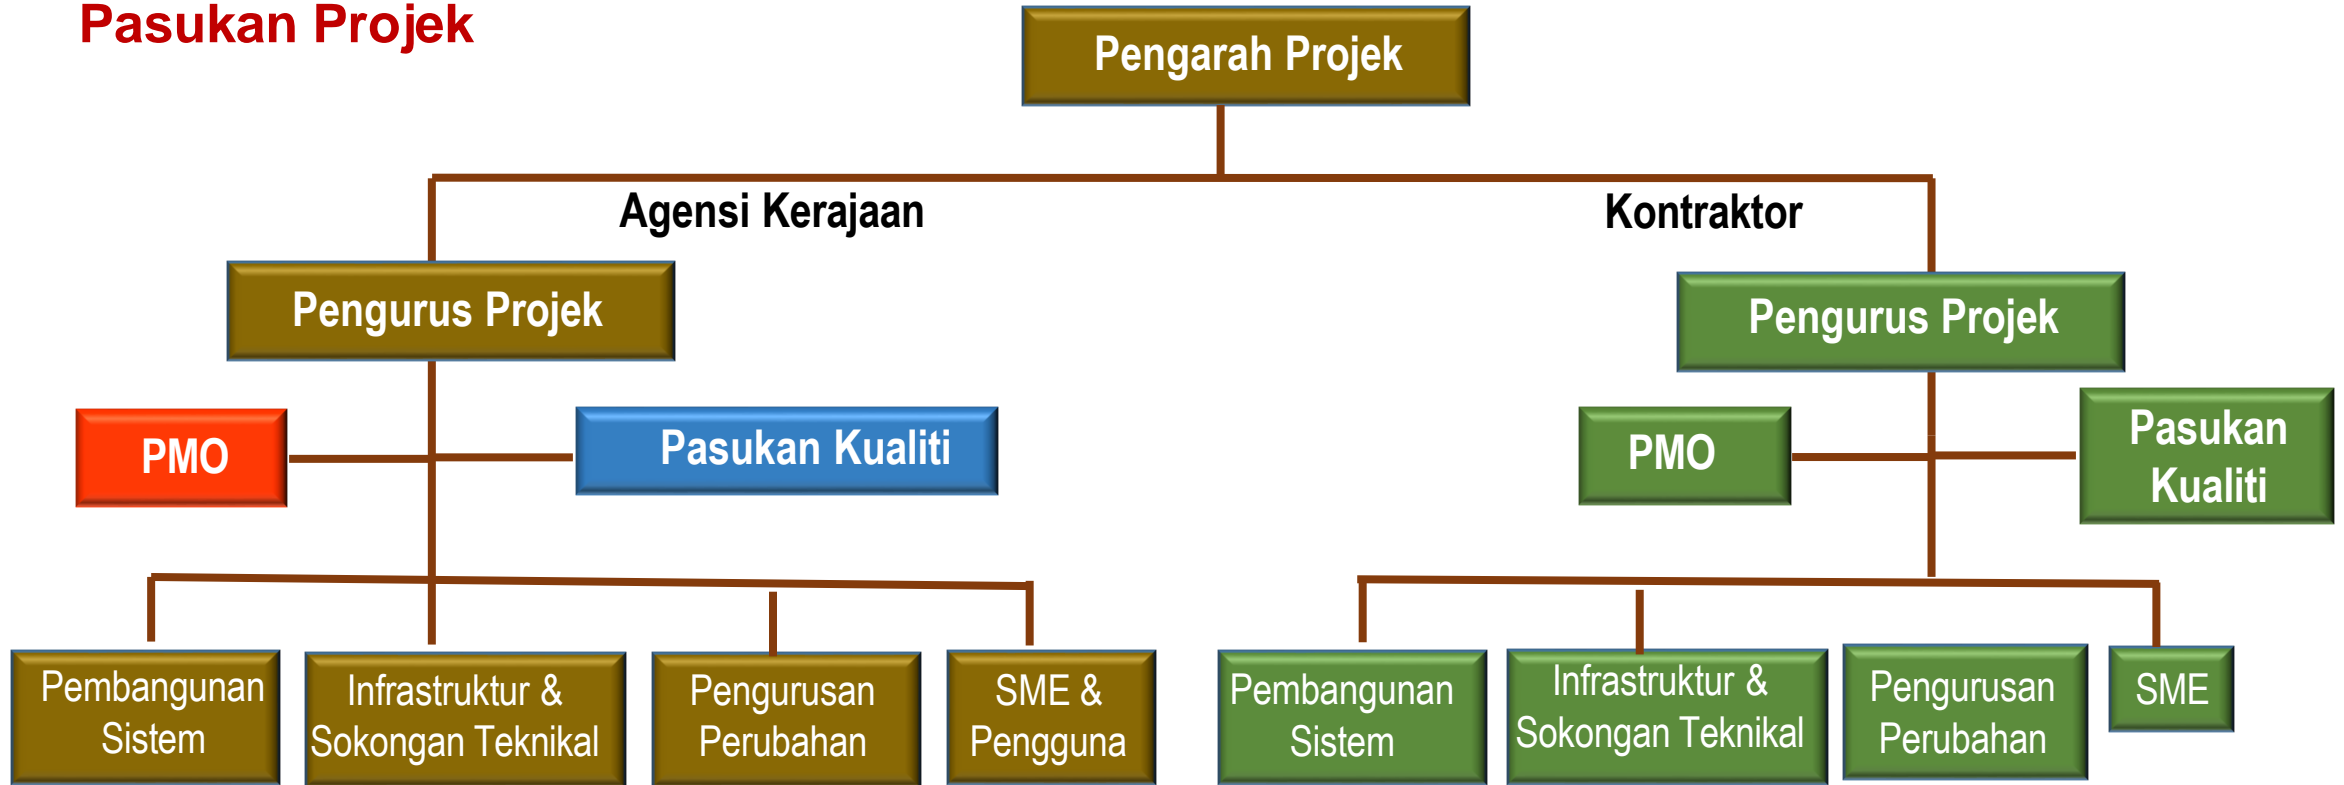 Pasukan Projek
Pengarah Projek
Agensi Kerajaan
Kontraktor
Pengurus Projek
Pengurus Projek
PMO
Pasukan Kualiti
PMO
Pasukan
Kualiti
Pembangunan
Sistem
Infrastruktur &
Sokongan Teknikal
Pengurusan
Perubahan
SME &
Pengguna
Pembangunan
Sistem
Infrastruktur &
Sokongan Teknikal
Pengurusan
Perubahan
SME